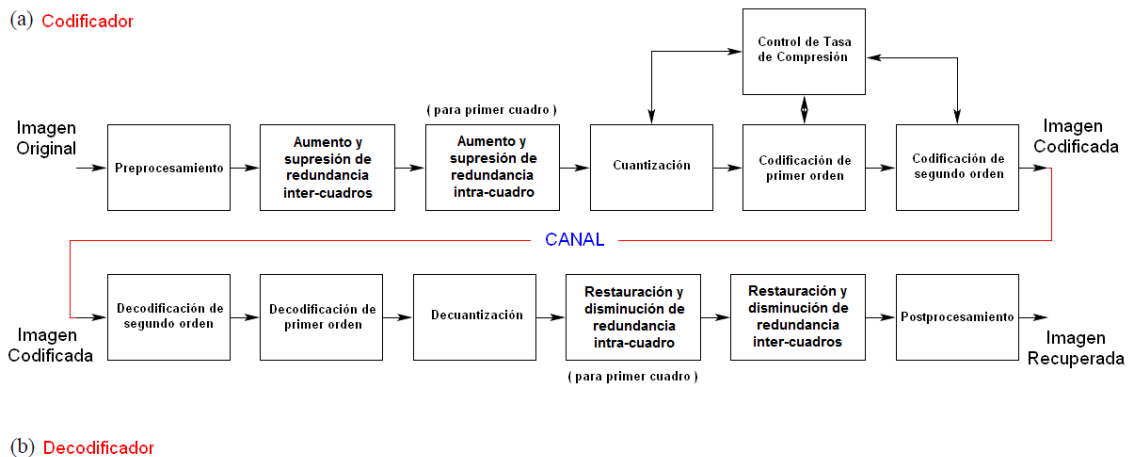 (a) Codificador
Control de Tasa
de Compresión
( para primer cuadro )
Imagen
Original
Preprocesamiento
Aumento y
supresión de
redundancia
inter-cuadros
Aumento y
supresión de
redundancia
intra-cuadro
Cuantización
Codificación de
primer orden
Codificación de
segundo orden
Imagen
Codificada
CANAL
Imagen
Codificada
Decodificación de
segundo orden
Decodificación de
primer orden
Decuantización
Restauración y
disminución de
redundancia
intra-cuadro
( para primer cuadro )
Restauración y
disminución de
redundancia
inter-cuadros
Postprocesamiento
Imagen
Recuperada
(b) Decodificador